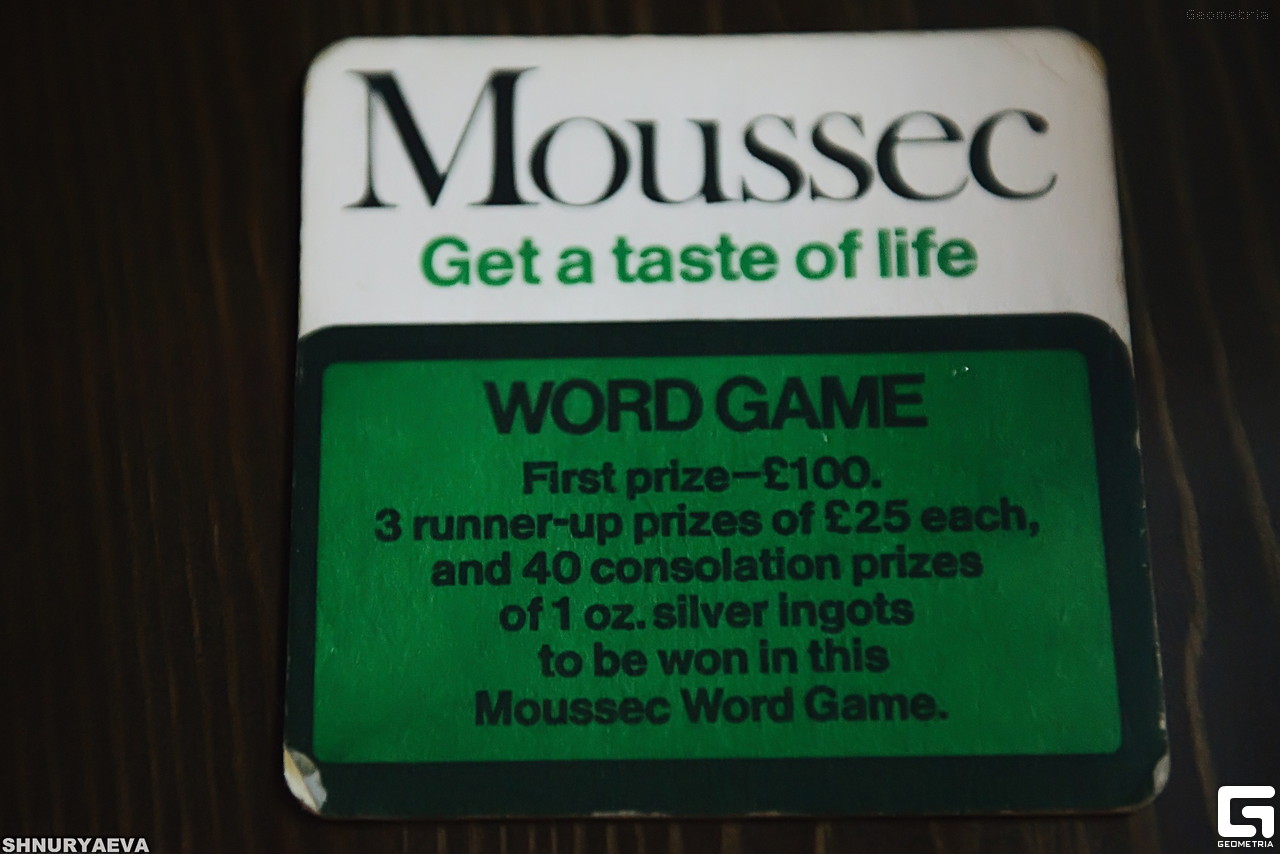 Geometria
Moussec
Get a taste of life
WORD GAME
First prize—£100.
3 runner-up prizes of £25 each,
and 40 consolation prizes
of 1 oz. silver ingots
to be won in this
Moussec Word Game.
SHNURYAEVA
GEOMETRIA